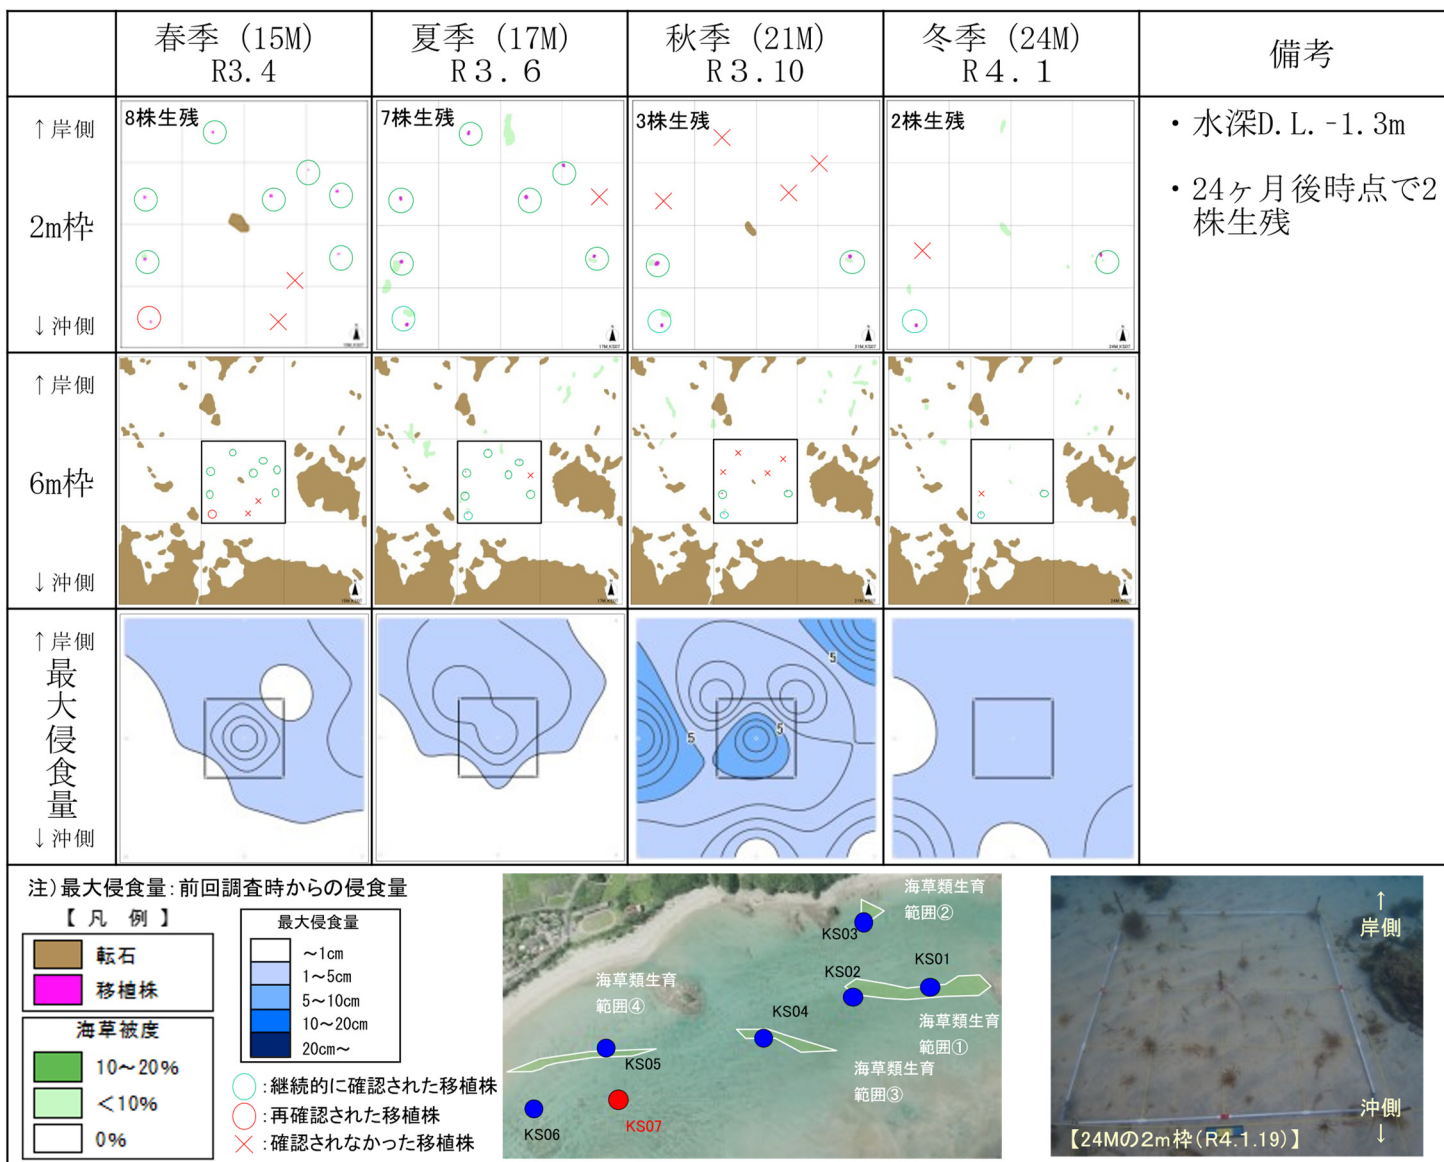 春季 (15M)
R3.4
夏季 (17M)
R３.６
秋季 (21M)
R３.10
冬季 (24M)
R４.１
備考
↑岸側
2m枠
↓沖側
8株生残
7株生残
3株生残
2株生残
・水深D.L.-1.3m
・24ヶ月後時点で2
株生残
↑岸側
6m枠
↓沖側
↑岸側
最大侵食量
↓沖側
5
5
5
注)最大侵食量:前回調査時からの侵食量
【 凡 例 】
転石
移植株
海草被度
10～20%
＜10%
0%
最大侵食量
～1cm
1～5cm
5～10cm
10～20cm
20cm～
:継続的に確認された移植株
:再確認された移植株
:確認されなかった移植株
海草類生育
範囲②
KS03
KS02
KS01
海草類生育
範囲④
KS04
海草類生育
範囲①
KS05
海草類生育
範囲③
KS06
KS07
↑
岸側
沖側
↓
【24Mの2m枠(R4.1.19)】